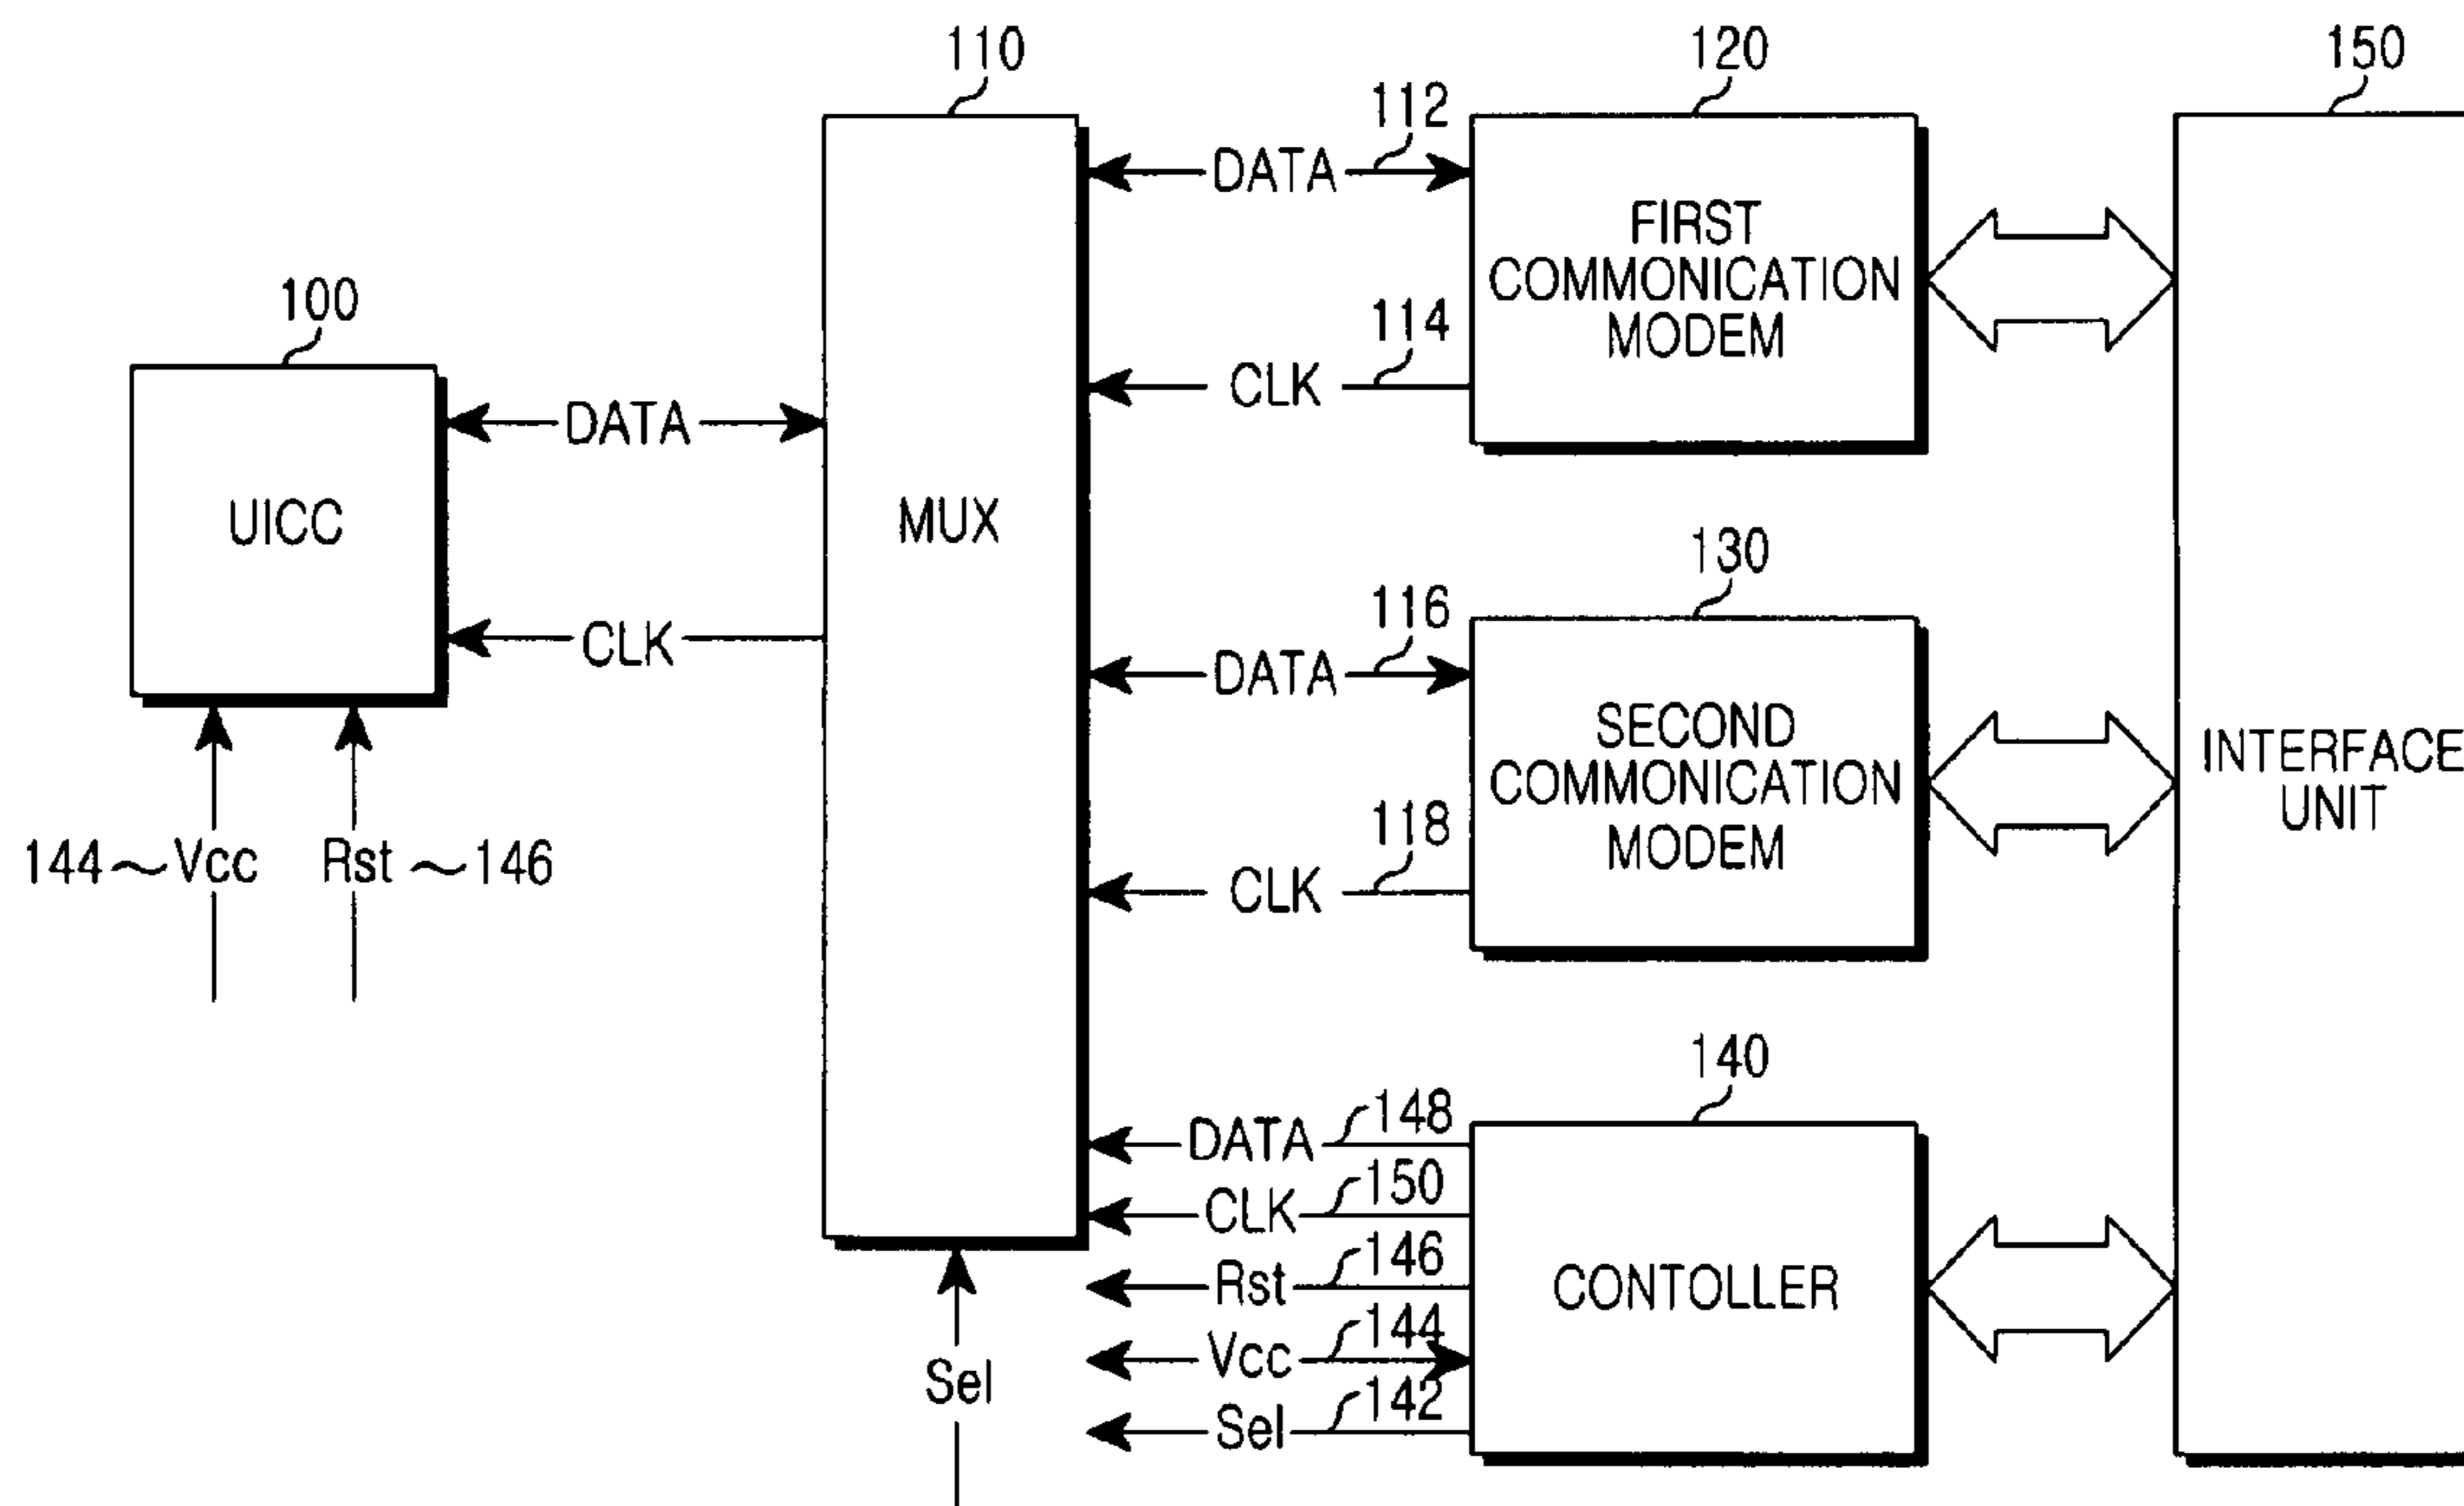 110
120
150
112
DATA
FIRST
COMMONICATION
MODEM
114
CLK
100
DATA
UICC
CLK
MUX
130
116
DATA
SECOND
COMMONICATION
MODEM
INTERFACE
UNIT
118
CLK
144 Vcc
Rst 146
140
148
DATA
150
CLK
146
Rst
144
Vcc
142
Sel
CONTOLLER
Sel